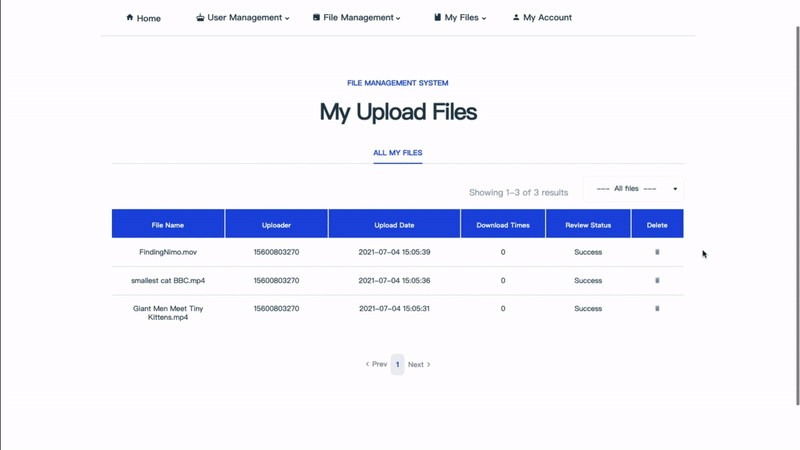 Home User Management File Management My Files My Account
FILE MANAGEMENT SYSTEM
My Upload Files
ALL MY FILES
Showing 1-3 of 3 results --- All files ---
File Name Uploader Upload Date Download Times Review Status Delete
FindingNimo.mov 15600803270 2021-07-04 15:05:39 0 Success
smallest cat BBC.mp4 15600803270 2021-07-04 15:05:36 0 Success
Giant Men Meet Tiny 15600803270 2021-07-04 15:05:31 0 Success
Kittens.mp4
< Prev 1 Next >